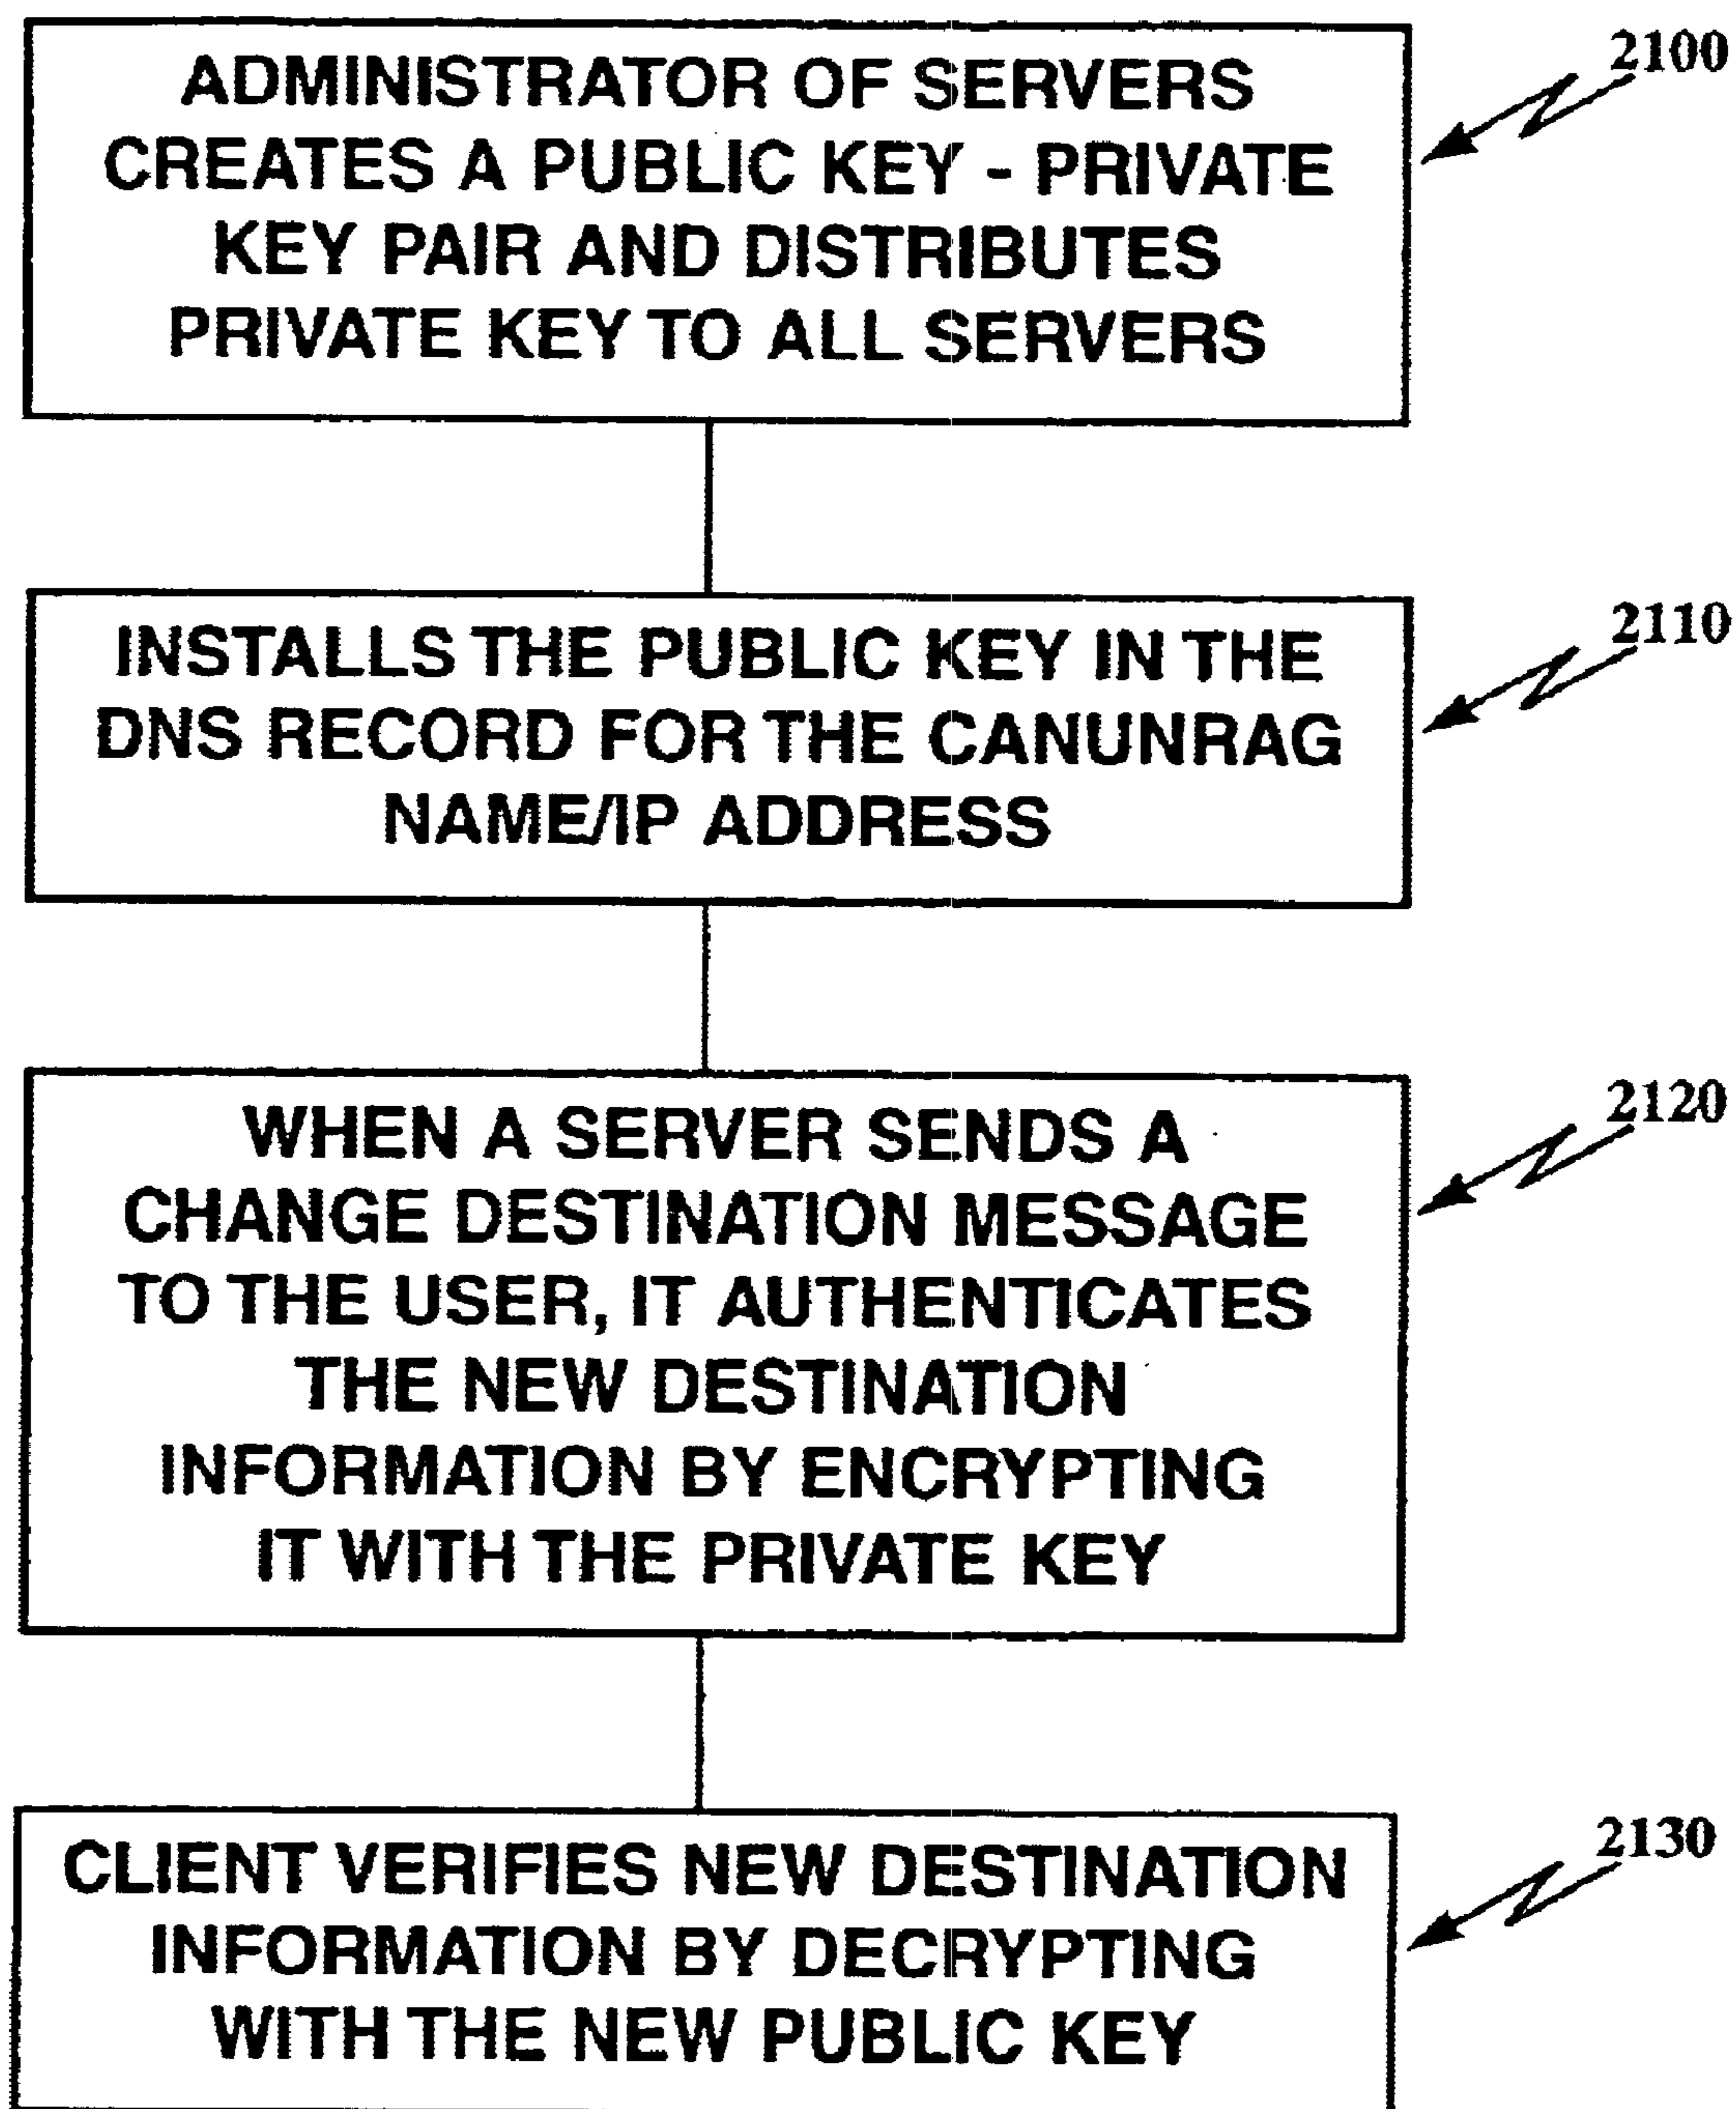 ADMINISTRATOR OF SERVERS
CREATES A PUBLIC KEY - PRIVATE
KEY PAIR AND DISTRIBUTES
PRIVATE KEY TO ALL SERVERS
2100
INSTALLS THE PUBLIC KEY IN THE
DNS RECORD FOR THE CANUNRAG
NAME/IP ADDRESS
2110
WHEN A SERVER SENDS A
CHANGE DESTINATION MESSAGE
TO THE USER, IT AUTHENTICATES
THE NEW DESTINATION
INFORMATION BY ENCRYPTING
IT WITH THE PRIVATE KEY
2120
CLIENT VERIFIES NEW DESTINATION
INFORMATION BY DECRYPTING
WITH THE NEW PUBLIC KEY
2130